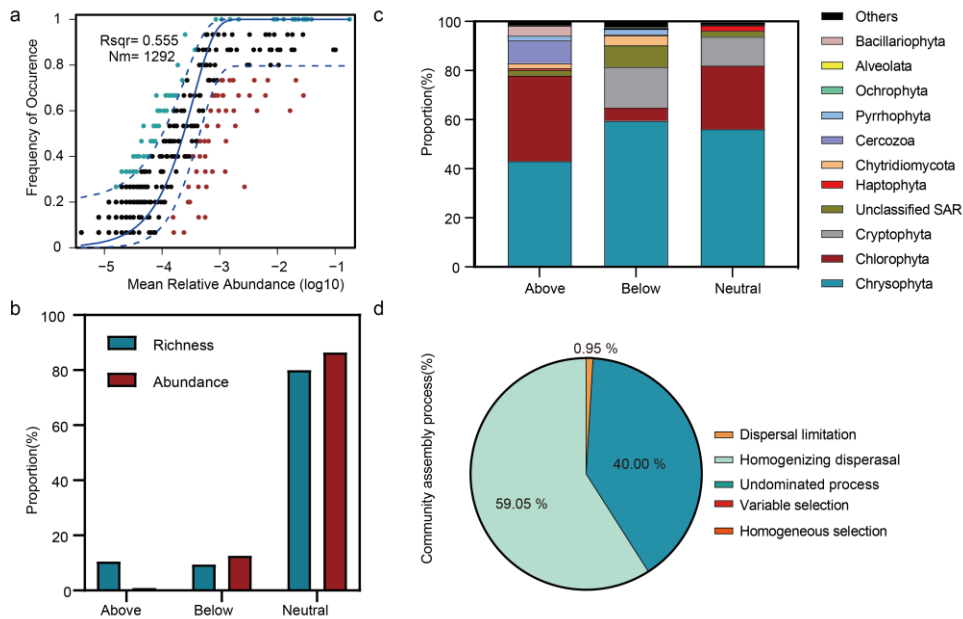 a
Rsqr= 0.555
Nm= 1292
Frequency of Occurence
1
0.8
0.6
0.4
0.2
0
−5
−4
−3
−2
−1
Mean Relative Abundance (log10)
b
Proportion(%)
100
80
60
40
20
0
Richness
Abundance
Above
Below
Neutral
c
Proportion(%)
100
80
60
40
20
0
Above
Below
Neutral
Others
Bacillariophyta
Alveolata
Ochrophyta
Pyrrhophyta
Cercozoa
Chytridiomycota
Haptophyta
Unclassified SAR
Cryptophyta
Chlorophyta
Chrysophyta
d
Community assembly process(%)
0.95 %
40.00 %
59.05 %
Dispersal limitation
Homogenizing disperasal
Undominated process
Variable selection
Homogeneous selection